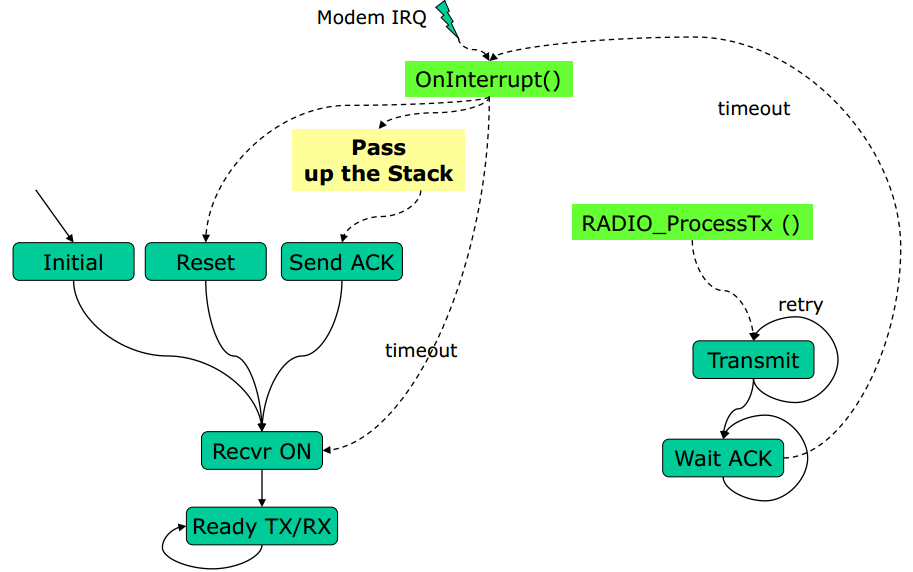 Modem IRQ
OnInterrupt()
timeout
Pass
up the Stack
RADIO_ProcessTx ()
Initial
Reset
Send ACK
retry
timeout
Transmit
Recvr ON
Wait ACK
Ready TX/RX